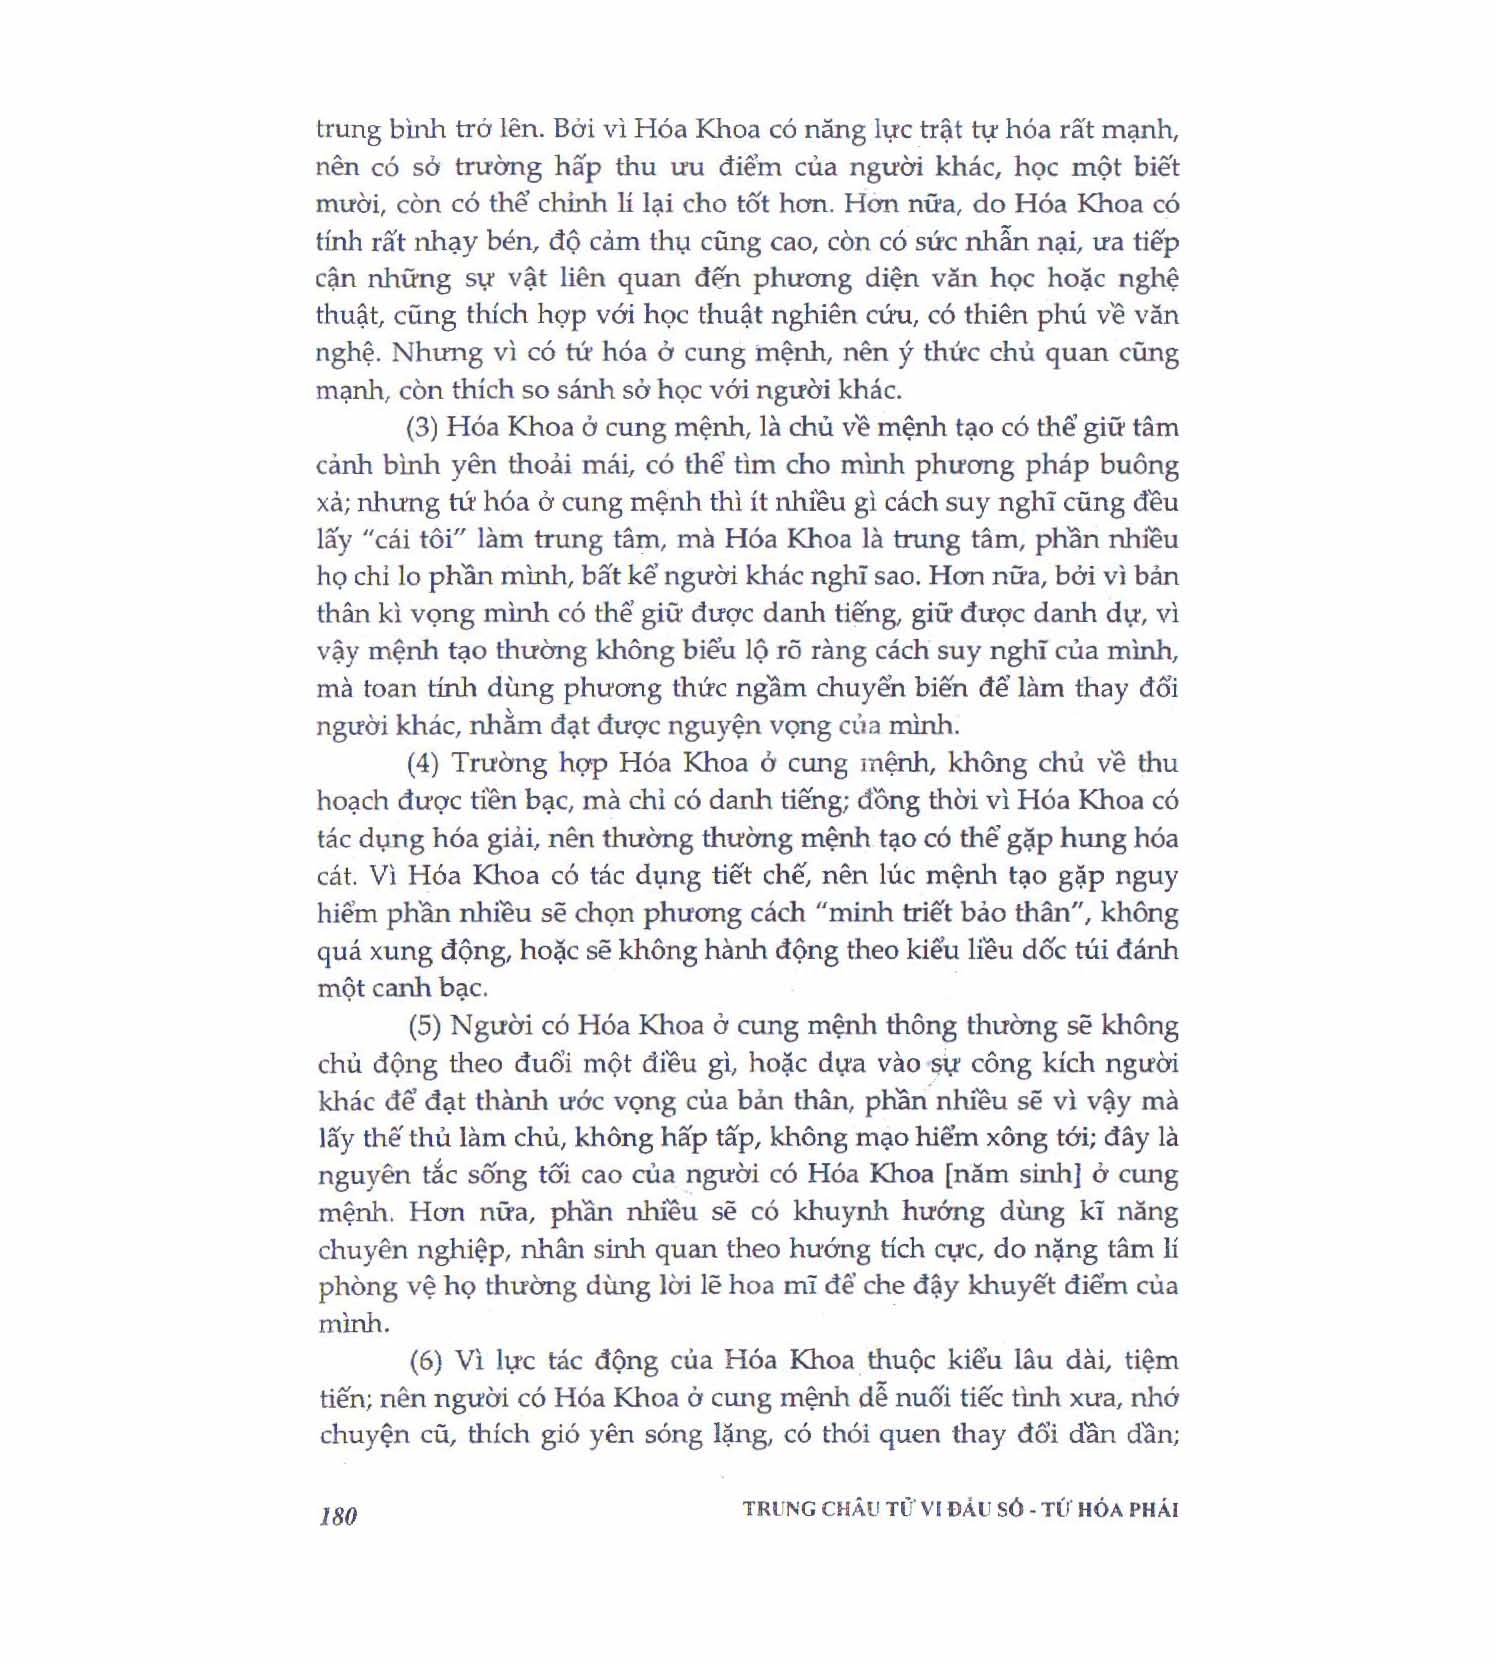 trung bình trở lên. Bởi vì Hóa Khoa có năng lực trật tự hóa rất mạnh,
nên có sở trường hấp thu ưu điểm của người khác, học một biết
mười, còn có thể chỉnh lí lại cho tốt hơn. Hơn nữa, do Hóa Khoa có
tính rất nhạy bén, độ cảm thụ cũng cao, còn có sức nhẫn nại, ưa tiếp
cận những sự vật liên quan đến phương diện văn học hoặc nghệ
thuật, cũng thích hợp với học thuật nghiên cứu, có thiên phú về văn
nghệ. Nhưng vì có tứ hóa ở cung mệnh, nên ý thức chủ quan cũng
mạnh, còn thích so sánh sở học với người khác.
(3) Hóa Khoa ở cung mệnh, là chủ về mệnh tạo có thể giữ tâm
cảnh bình yên thoải mái, có thể tìm cho mình phương pháp buông
xả; nhưng tứ hóa ở cung mệnh thì ít nhiều gì cách suy nghĩ cũng đều
lấy "cái tôi" làm trung tâm, mà Hóa Khoa là trung tâm, phần nhiều
họ chỉ lo phần mình, bất kể người khác nghĩ sao. Hơn nữa, bởi vì bản
thân kì vọng mình có thể giữ được danh tiếng, giữ được danh dự, vì
vậy mệnh tạo thường không biểu lộ rõ ràng cách suy nghĩ của mình,
mà toan tính dùng phương thức ngầm chuyển biến để làm thay đổi
người khác, nhằm đạt được nguyện vọng của mình.
(4) Trường hợp Hóa Khoa ở cung mệnh, không chủ về thu
hoạch được tiền bạc, mà chỉ có danh tiếng; đồng thời vì Hóa Khoa có
tác dụng hóa giải, nên thường thường mệnh tạo có thể gặp hung hóa
cát. Vì Hóa Khoa có tác dụng tiết chế, nên lúc mệnh tạo gặp nguy
hiểm phần nhiều sẽ chọn phương cách "minh triết bảo thân", không
quá xung động, hoặc sẽ không hành động theo kiểu liều dốc túi đánh
một canh bạc.
(5) Người có Hóa Khoa ở cung mệnh thông thường sẽ không
chủ động theo đuổi một điều gì, hoặc dựa vào sự công kích người
khác để đạt thành ước vọng của bản thân, phần nhiều sẽ vì vậy mà
lấy thế thủ làm chủ, không hấp tấp, không mạo hiểm xông tới; đây là
nguyên tắc sống tối cao của người có Hóa Khoa [năm sinh] ở cung
mệnh. Hơn nữa, phần nhiều sẽ có khuynh hướng dùng kĩ năng
chuyên nghiệp, nhân sinh quan theo hướng tích cực, do nặng tâm lí
phòng vệ họ thường dùng lời lẽ hoa mĩ để che đậy khuyết điểm của
mình.
(6) Vì lực tác động của Hóa Khoa thuộc kiểu lâu dài, tiệm
tiến; nên người có Hóa Khoa ở cung mệnh dễ nuối tiếc tình xưa, nhớ
chuyện cũ, thích gió yên sóng lặng, có thói quen thay đổi dần dần;
180
TRUNG CHÂU TỬ VI ĐẨU SỐ - TỨ HÓA PHÁI